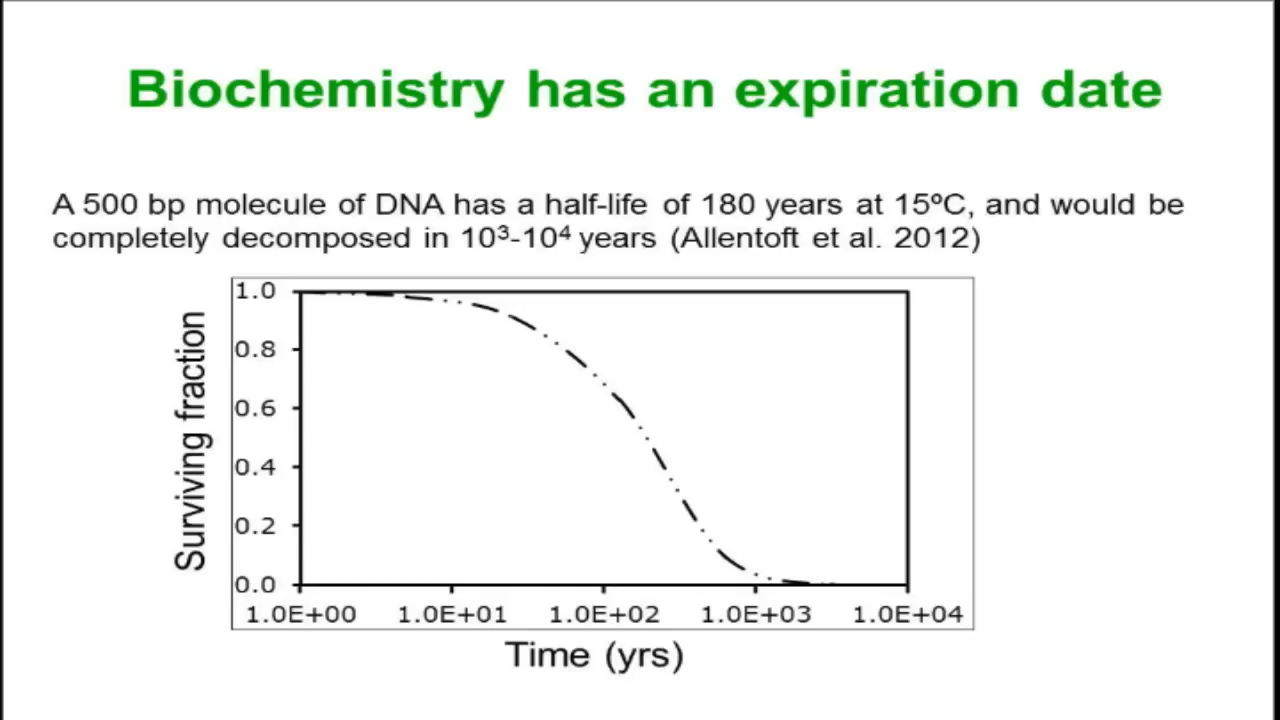 Biochemistry has an expiration date
A 500 bp molecule of DNA has a half-life of 180 years at 15ºC, and would be
completely decomposed in 10³-10⁴ years (Allentoft et al. 2012)
Surviving fraction
1.0
0.8
0.6
0.4
0.2
0.0
1.0E+00 1.0E+01 1.0E+02 1.0E+03 1.0E+04
Time (yrs)